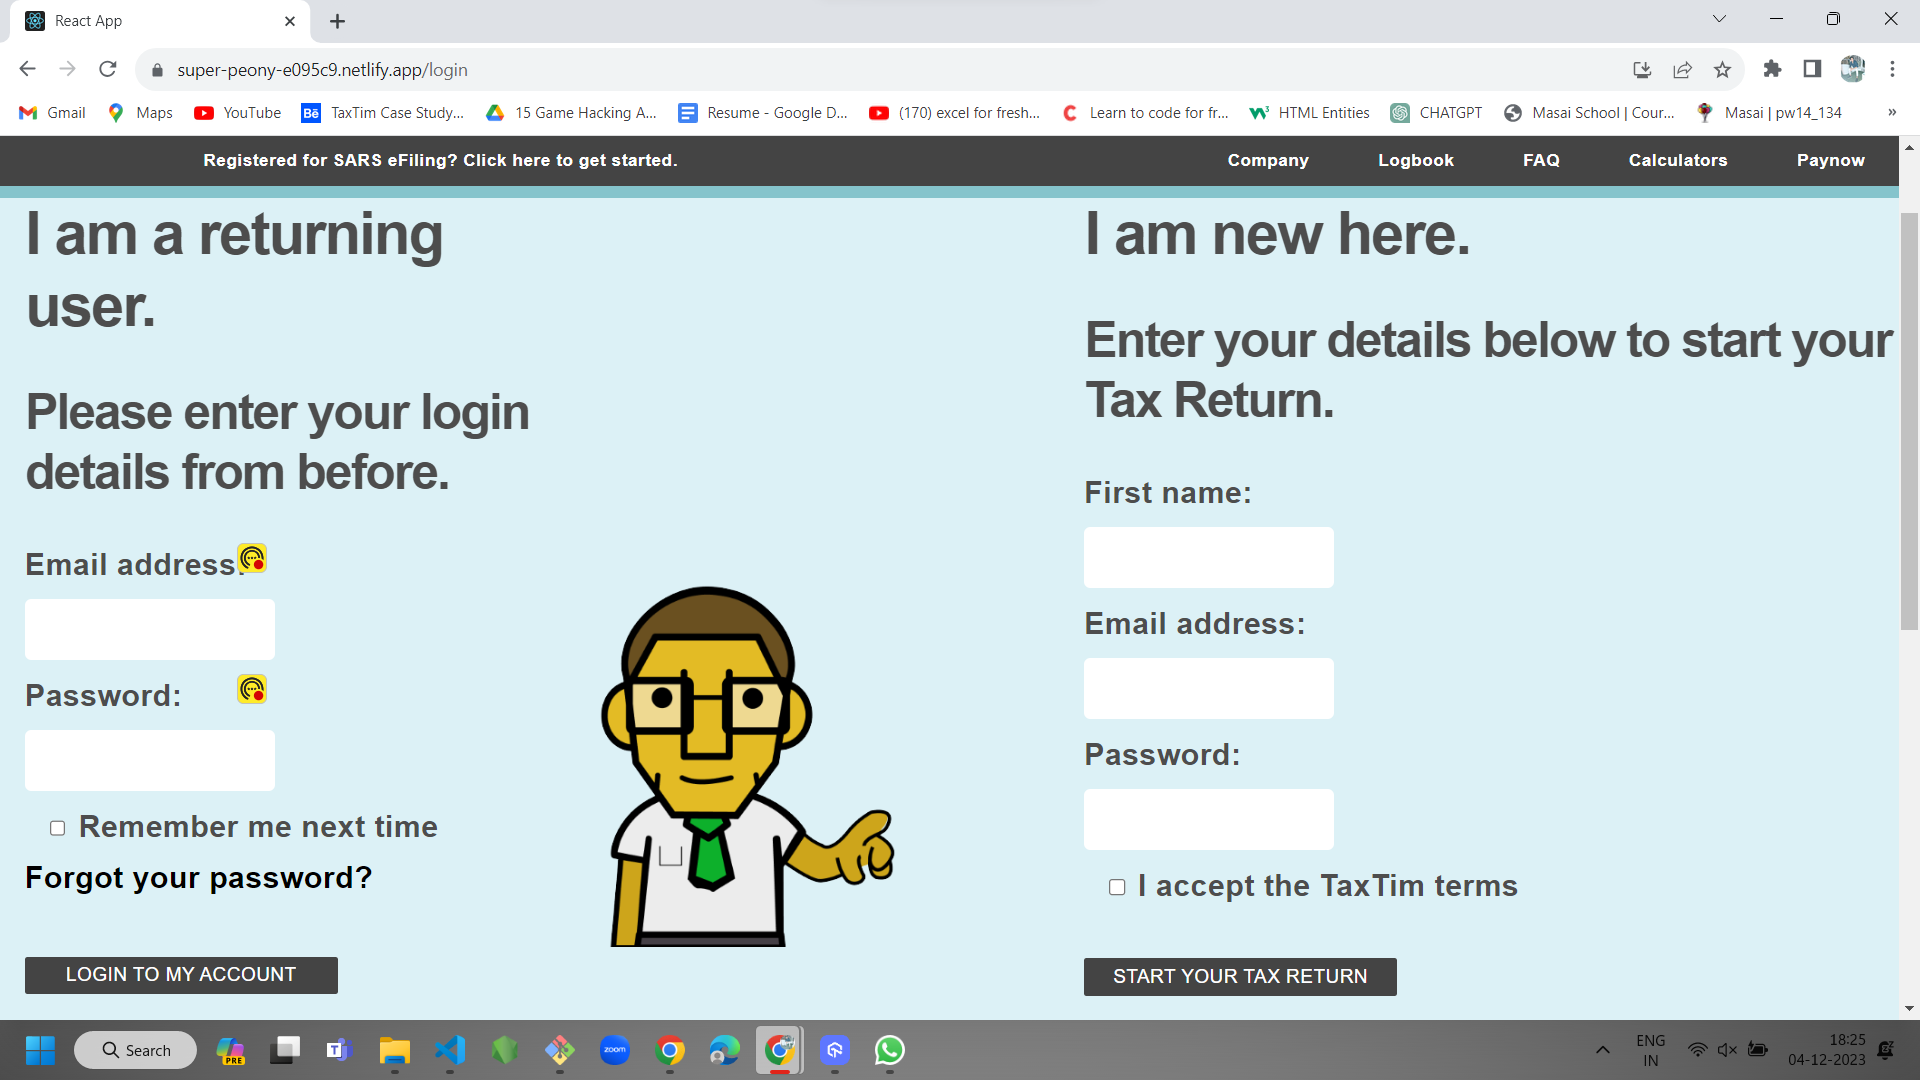 React App
super-peony-e095c9.netlify.app/login
Gmail
Maps
YouTube
Bē
TaxTim Case Study...
15 Game Hacking A...
Resume - Google D...
(170) excel for fresh...
Learn to code for fr...
HTML Entities
CHATGPT
Masai School | Cour...
Masai | pw14_134
»
Registered for SARS eFiling? Click here to get started.
Company
Logbook
FAQ
Calculators
Paynow
I am a returning
user.
Please enter your login
details from before.
Email address:
Password:
Remember me next time
Forgot your password?
LOGIN TO MY ACCOUNT
I am new here.
Enter your details below to start your
Tax Return.
First name:
Email address:
Password:
I accept the TaxTim terms
START YOUR TAX RETURN
Search
PRE
zoom
ENG
IN
18:25
04-12-2023